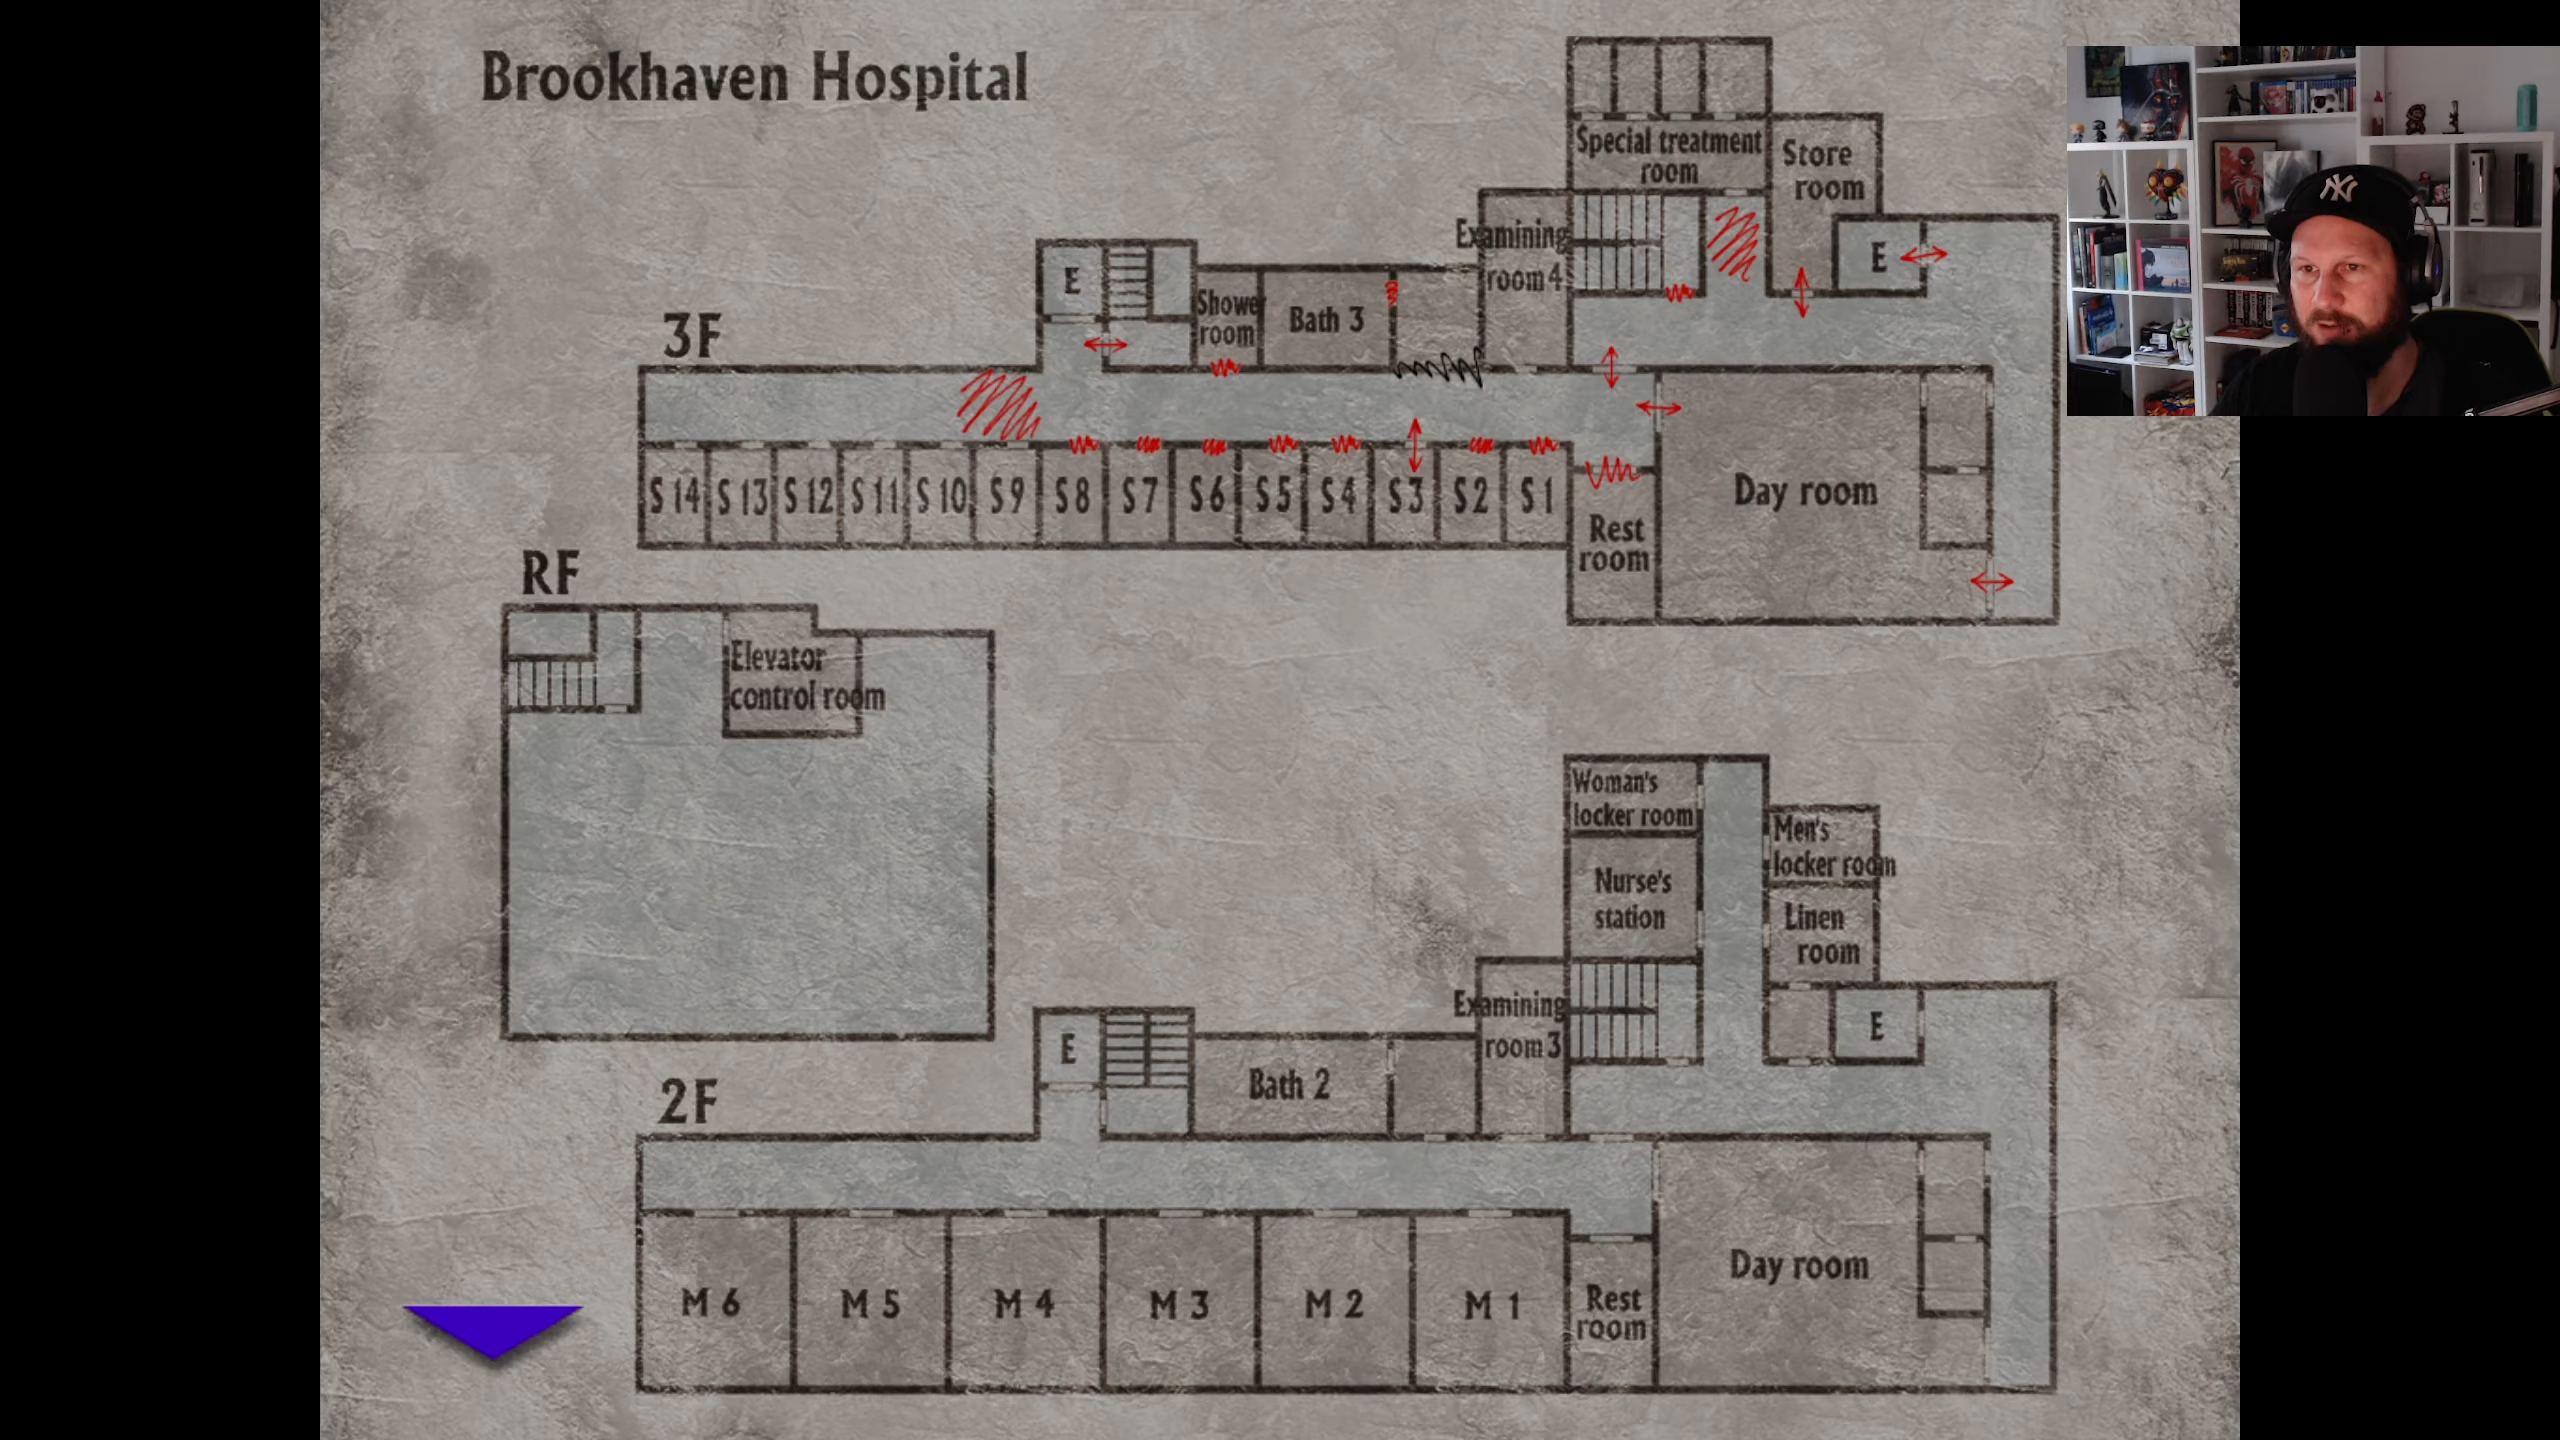 Brookhaven Hospital
Special treatment
room
Store
room
Examining
room 4
E
E
Showe
room
Bath 3
3F
S 14
S 13
S 12
S 11
S 10
S 9
S 8
S 7
S 6
S 5
S 4
S 3
S 2
S 1
Rest
room
Day room
RF
Elevator
control room
Woman's
locker room
Men's
locker room
Nurse's
station
Linen
room
Examining
room 3
E
E
Bath 2
2F
M 6
M 5
M 4
M 3
M 2
M 1
Rest
room
Day room
NY